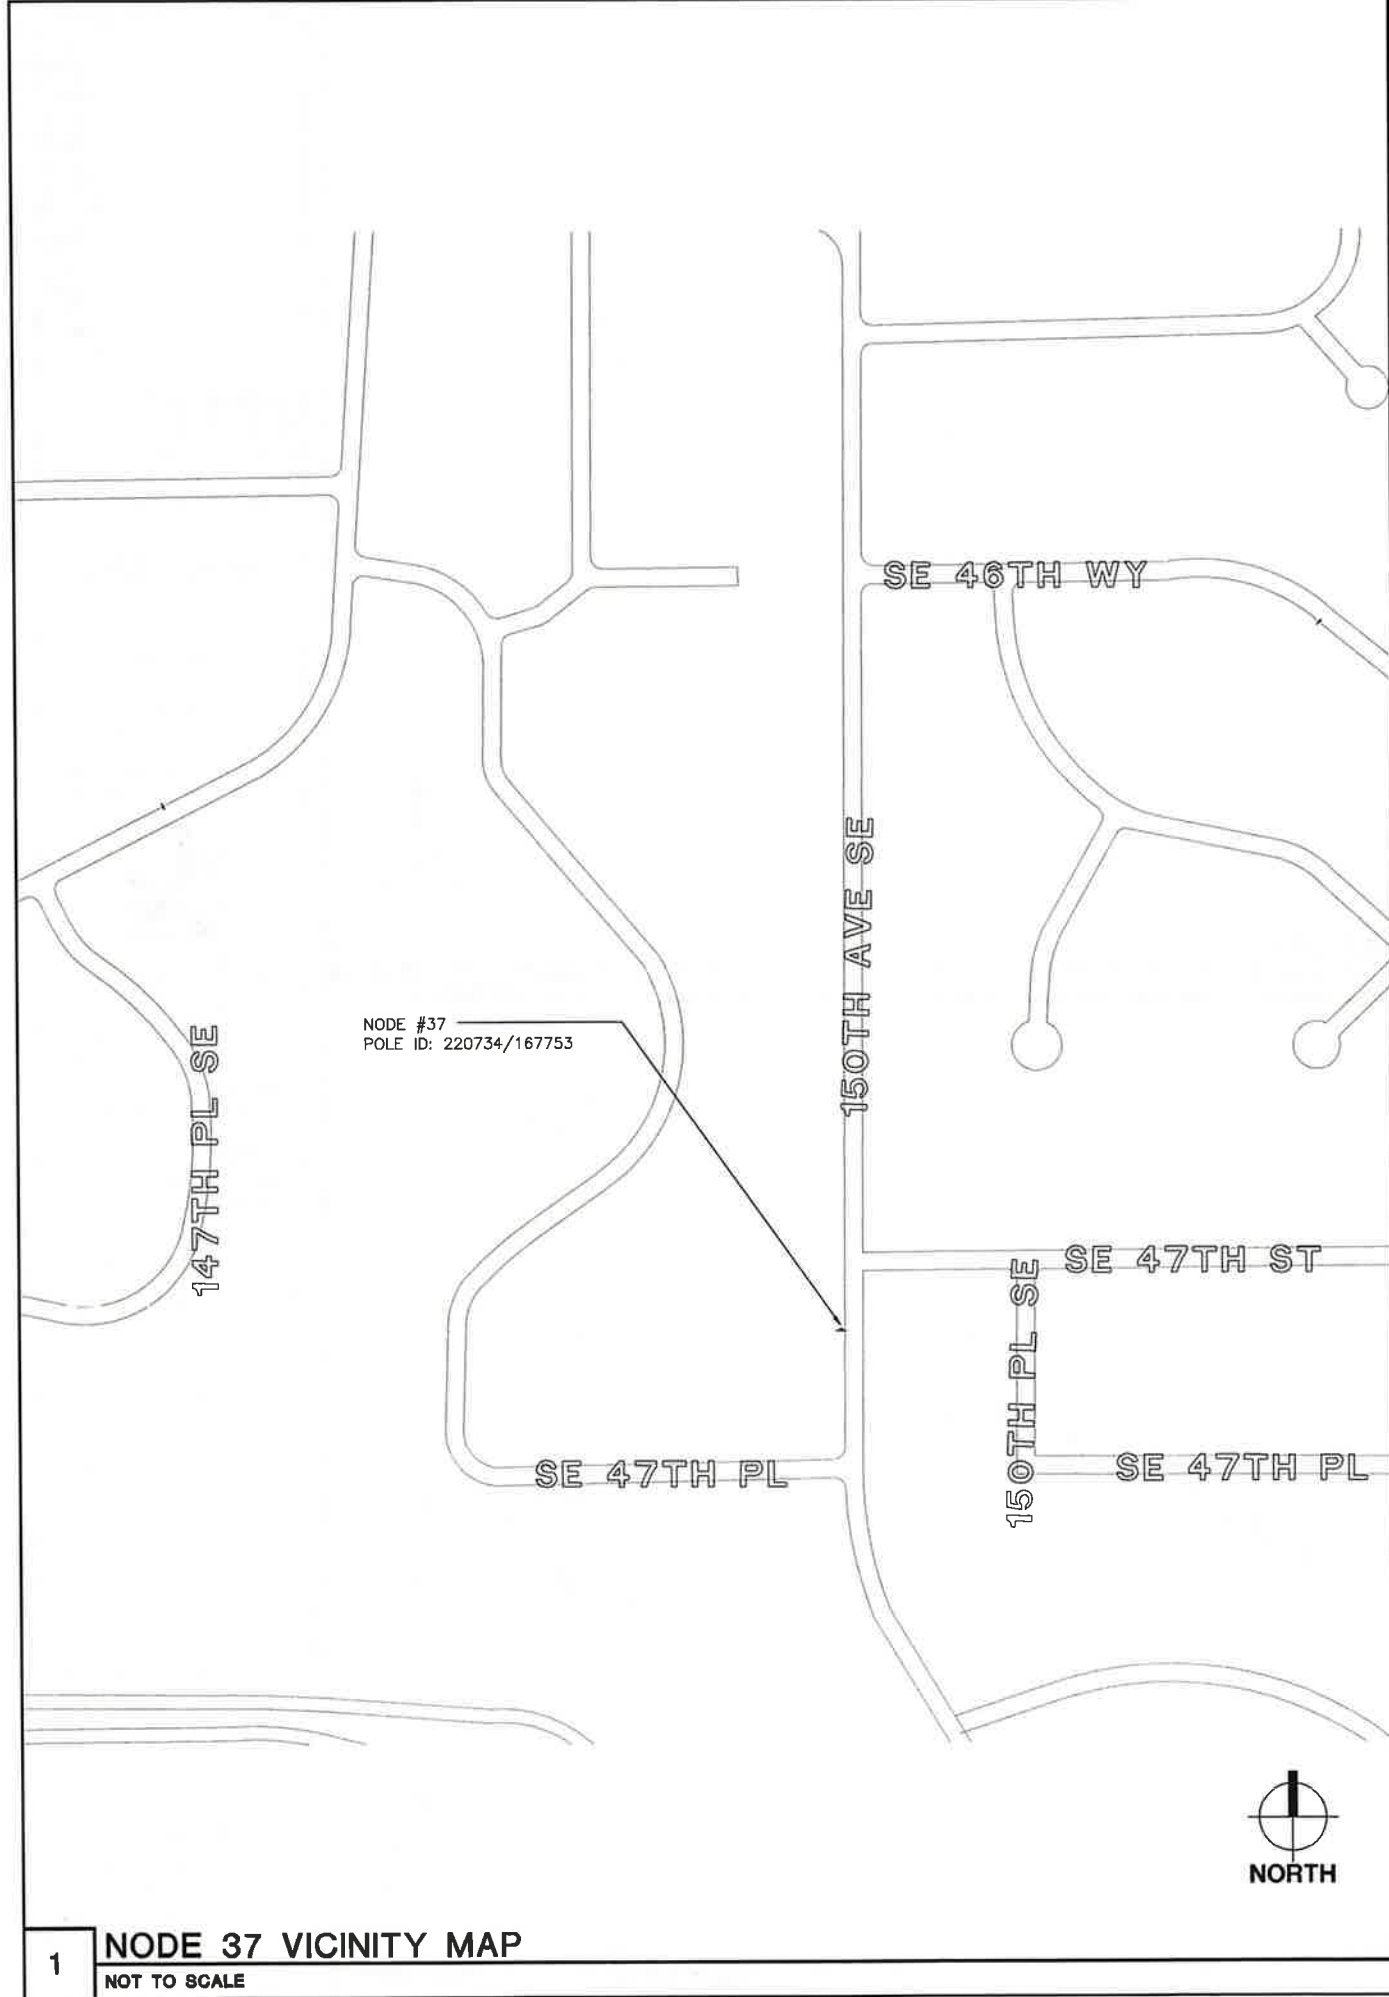 SE 46TH WY
150TH AVE SE
NODE #37
POLE ID: 220734/167753
147TH PL SE
SE 47TH ST
150TH PL SE
SE 47TH PL
SE 47TH PL
NORTH
1
NODE 37 VICINITY MAP
NOT TO SCALE